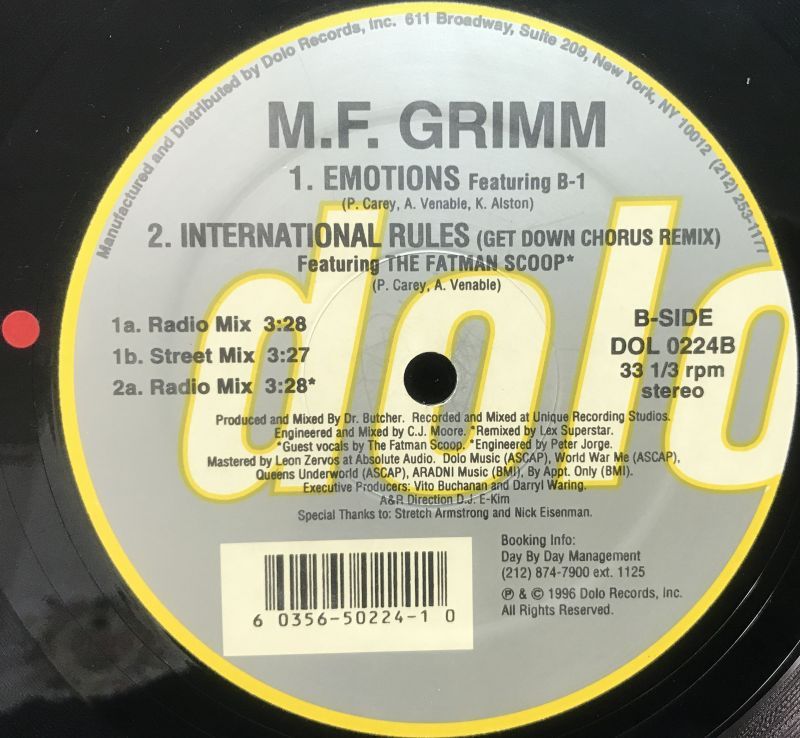 Manufactured and Distributed by Dolo Records, Inc. 611 Broadway, Suite 209, New York, NY 10012 (212) 253-1177
M.F. GRIMM
1. EMOTIONS Featuring B-1
(P. Carey, A. Venable, K. Alston)
2. INTERNATIONAL RULES (GET DOWN CHORUS REMIX)
Featuring THE FATMAN SCOOP*
(P. Carey, A. Venable)
dolo
1a. Radio Mix 3:28
1b. Street Mix 3:27
2a. Radio Mix 3:28*
B-SIDE
DOL 0224B
33 1/3 rpm
stereo
Produced and Mixed By Dr. Butcher. Recorded and Mixed at Unique Recording Studios.
Engineered and Mixed by C.J. Moore. *Remixed by Lex Superstar.
*Guest vocals by The Fatman Scoop. *Engineered by Peter Jorge.
Mastered by Leon Zervos at Absolute Audio. Dolo Music (ASCAP), World War Me (ASCAP),
Queens Underworld (ASCAP), ARADNI Music (BMI), By Appt. Only (BMI).
Executive Producers: Vito Buchanan and Darryl Waring.
A&R Direction D.J. E-Kim
Special Thanks to: Stretch Armstrong and Nick Eisenman.
6 0356-50224-1 0
Booking Info:
Day By Day Management
(212) 874-7900 ext. 1125
℗ & © 1996 Dolo Records, Inc.
All Rights Reserved.